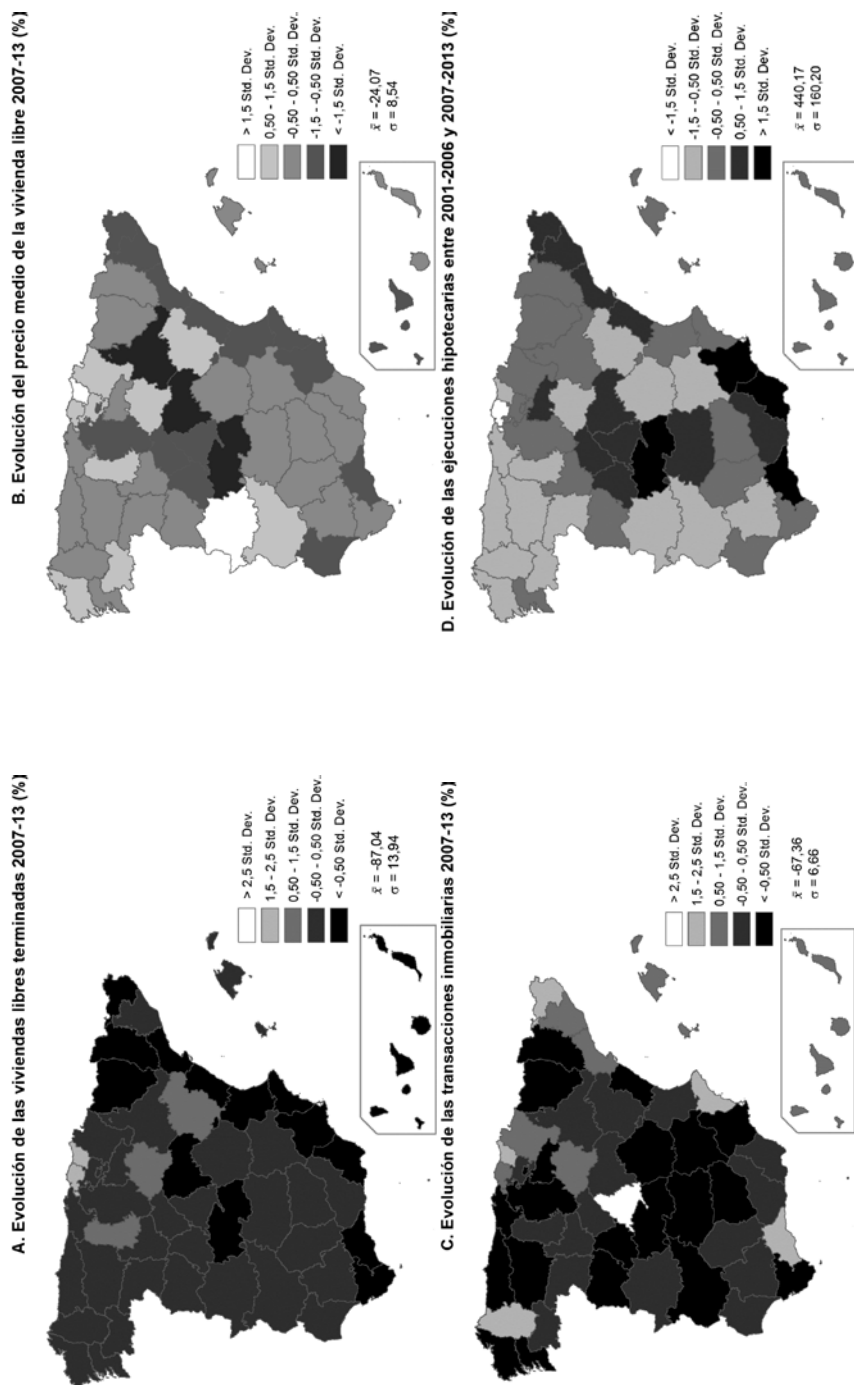 A. Evolución de las viviendas libres terminadas 2007-13 (%)
> 2,5 Std. Dev.
1,5 - 2,5 Std. Dev.
0,50 - 1,5 Std. Dev.
-0,50 - 0,50 Std. Dev.
< -0,50 Std. Dev.
x̄ = -87,04
σ = 13,94
B. Evolución del precio medio de la vivienda libre 2007-13 (%)
> 1,5 Std. Dev.
0,50 - 1,5 Std. Dev.
-0,50 - 0,50 Std. Dev.
-1,5 - -0,50 Std. Dev.
< -1,5 Std. Dev.
x̄ = -24,07
σ = 8,54
C. Evolución de las transacciones inmobiliarias 2007-13 (%)
> 2,5 Std. Dev.
1,5 - 2,5 Std. Dev.
0,50 - 1,5 Std. Dev.
-0,50 - 0,50 Std. Dev.
< -0,50 Std. Dev.
x̄ = -67,36
σ = 6,66
D. Evolución de las ejecuciones hipotecarias entre 2001-2006 y 2007-2013 (%)
< -1,5 Std. Dev.
-1,5 - -0,50 Std. Dev.
-0,50 - 0,50 Std. Dev.
0,50 - 1,5 Std. Dev.
> 1,5 Std. Dev.
x̄ = 440,17
σ = 160,20